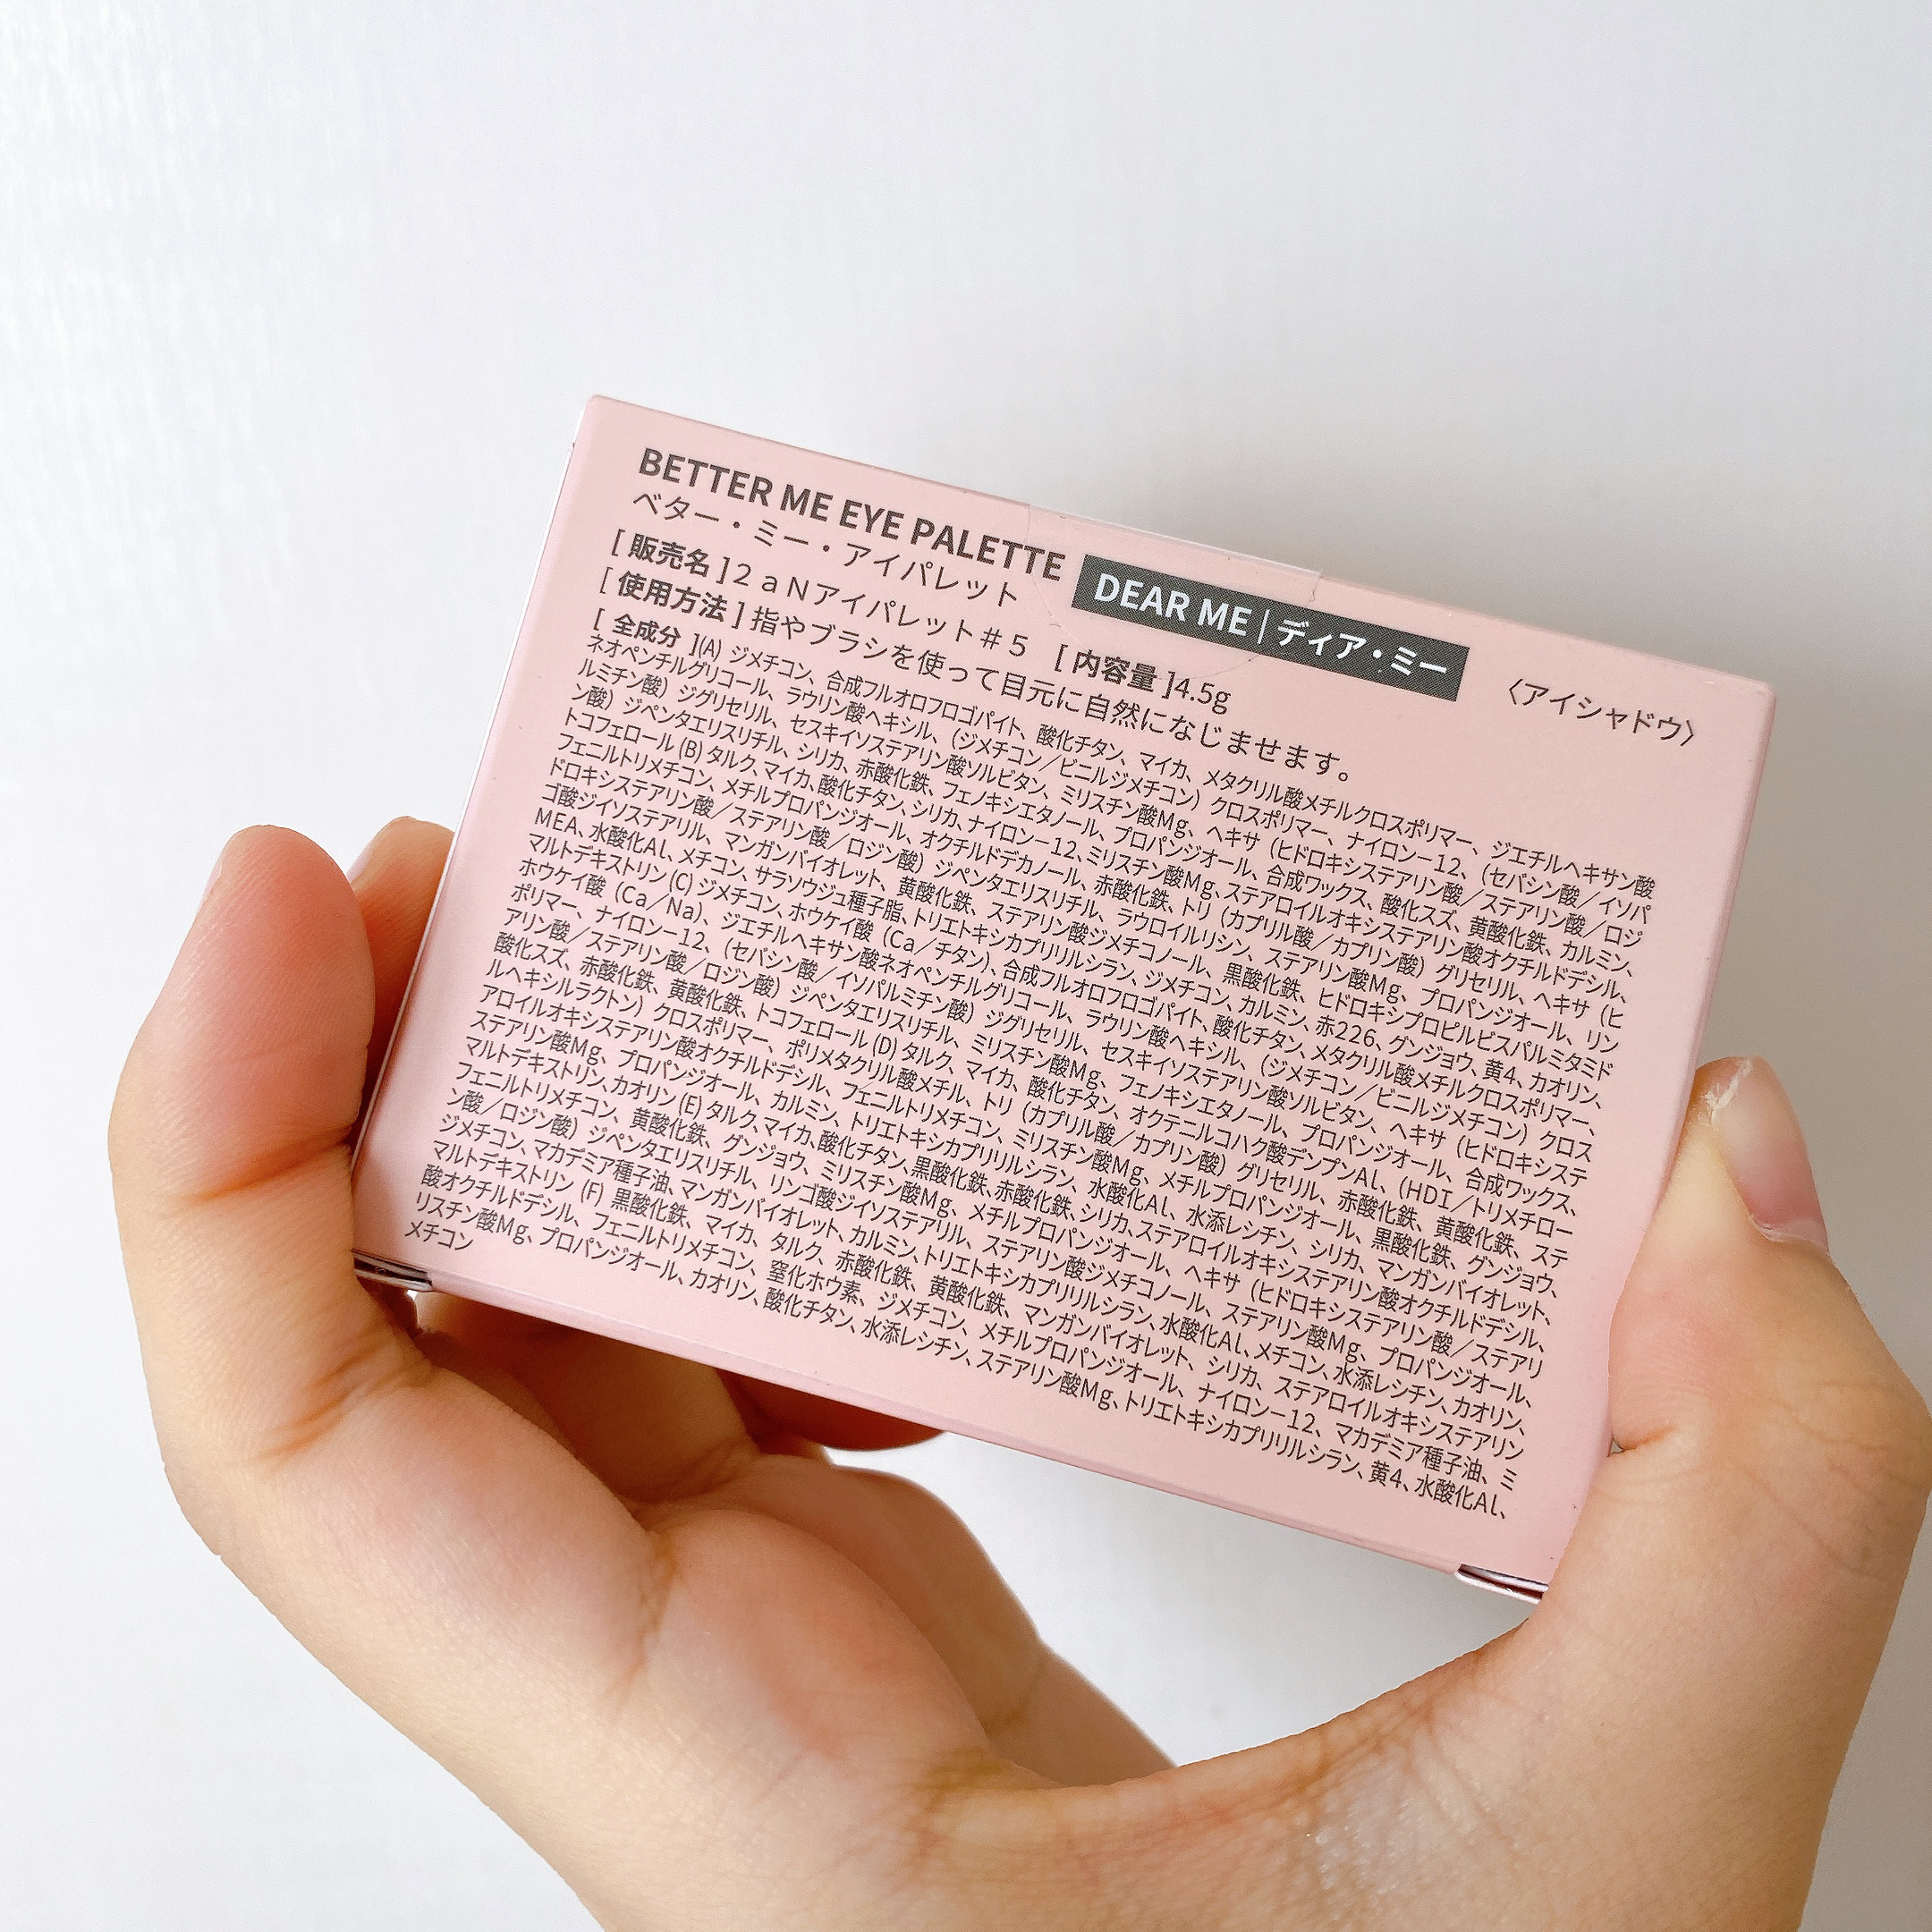 BETTER ME EYE PALETTE
ベター・ミー・アイパレット
DEAR ME | ディア・ミー
〈アイシャドウ〉
[ 販売名 ]２ａＮアイパレット＃５ [ 内容量 ]4.5g
[ 使用方法 ] 指やブラシを使って目元に自然になじませます。
[ 全成分 ](A) ジメチコン、合成フルオロフロゴパイト、酸化チタン、マイカ、メタクリル酸メチルクロスポリマー、ジエチルヘキサン酸
ネオペンチルグリコール、ラウリン酸ヘキシル、（ジメチコン／ビニルジメチコン）クロスポリマー、ナイロンー12、（セバシン酸／イソパ
ルミチン酸）ジグリセリル、セスキイソステアリン酸ソルビタン、ミリスチン酸Mg、ヘキサ（ヒドロキシステアリン酸／ステアリン酸／ロジ
ン酸）ジペンタエリスリチル、シリカ、赤酸化鉄、フェノキシエタノール、プロパンジオール、合成ワックス、酸化スズ、黄酸化鉄、カルミン、
トコフェロール (B) タルク、マイカ、酸化チタン、シリカ、ナイロンー12、ミリスチン酸Mg、ステアロイルオキシステアリン酸オクチルドデシル、
フェニルトリメチコン、メチルプロパンジオール、オクチルドデカノール、赤酸化鉄、トリ（カプリル酸／カプリン酸）グリセリル、ヘキサ（ヒ
ドロキシステアリン酸／ステアリン酸／ロジン酸）ジペンタエリスリチル、ラウロイルリシン、ステアリン酸Mg、プロパンジオール、リン
ゴ酸ジイソステアリル、マンガンバイオレット、黄酸化鉄、ステアリン酸ジメチコノール、黒酸化鉄、ヒドロキシプロピルビスパルミタミド
MEA、水酸化Al、メチコン、サラソウジュ種子脂、トリエトキシカプリリルシラン、ジメチコン、カルミン、赤226、グンジョウ、黄4、カオリン、
マルトデキストリン (C) ジメチコン、ホウケイ酸（Ca／チタン）、合成フルオロフロゴパイト、酸化チタン、メタクリル酸メチルクロスポリマー、
ホウケイ酸（Ca／Na）、ジエチルヘキサン酸ネオペンチルグリコール、ラウリン酸ヘキシル、（ジメチコン／ビニルジメチコン）クロス
ポリマー、ナイロンー12、（セバシン酸／イソパルミチン酸）ジグリセリル、セスキイソステアリン酸ソルビタン、ヘキサ（ヒドロキシステ
アリン酸／ステアリン酸／ロジン酸）ジペンタエリスリチル、ミリスチン酸Mg、フェノキシエタノール、プロパンジオール、合成ワックス、
酸化スズ、赤酸化鉄、黄酸化鉄、トコフェロール (D) タルク、マイカ、酸化チタン、オクテニルコハク酸デンプンAl、（HDI／トリメチロー
ルヘキシルラクトン）クロスポリマー、ポリメタクリル酸メチル、トリ（カプリル酸／カプリン酸）グリセリル、赤酸化鉄、黄酸化鉄、ステ
アロイルオキシステアリン酸オクチルドデシル、フェニルトリメチコン、ミリスチン酸Mg、メチルプロパンジオール、黒酸化鉄、グンジョウ、
ステアリン酸Mg、プロパンジオール、カルミン、トリエトキシカプリリルシラン、水酸化Al、水添レシチン、シリカ、マンガンバイオレット、
マルトデキストリン、カオリン (E) タルク、マイカ、酸化チタン、黒酸化鉄、赤酸化鉄、シリカ、ステアロイルオキシステアリン酸オクチルドデシル、
フェニルトリメチコン、黄酸化鉄、グンジョウ、ミリスチン酸Mg、メチルプロパンジオール、ヘキサ（ヒドロキシステアリン酸／ステアリ
ン酸／ロジン酸）ジペンタエリスリチル、リンゴ酸ジイソステアリル、ステアリン酸ジメチコノール、ステアリン酸Mg、プロパンジオール、
ジメチコン、マカデミア種子油、マンガンバイオレット、カルミン、トリエトキシカプリリルシラン、水酸化Al、メチコン、水添レシチン、カオリン、
マルトデキストリン (F) 黒酸化鉄、マイカ、タルク、赤酸化鉄、黄酸化鉄、マンガンバイオレット、シリカ、ステアロイルオキシステアリン
酸オクチルドデシル、フェニルトリメチコン、窒化ホウ素、ジメチコン、メチルプロパンジオール、ナイロンー12、マカデミア種子油、ミ
リスチン酸Mg、プロパンジオール、カオリン、酸化チタン、水添レシチン、ステアリン酸Mg、トリエトキシカプリリルシラン、黄4、水酸化Al、
メチコン